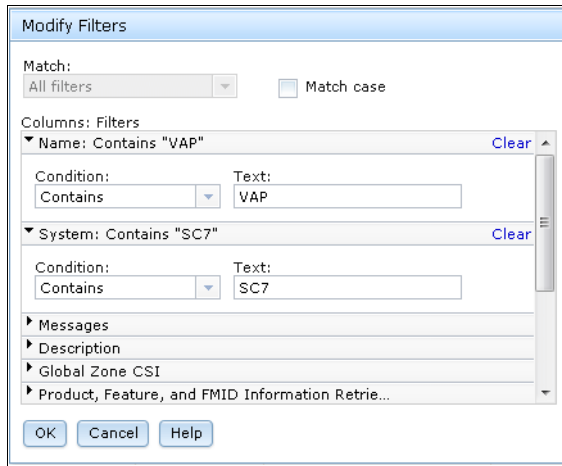 Modify Filters
Match:
All filters
Match case
Columns: Filters
Name: Contains "VAP" Clear
Condition: Text:
Contains VAP
System: Contains "SC7" Clear
Condition: Text:
Contains SC7
Messages
Description
Global Zone CSI
Product, Feature, and FMID Information Retrie...
OK Cancel Help